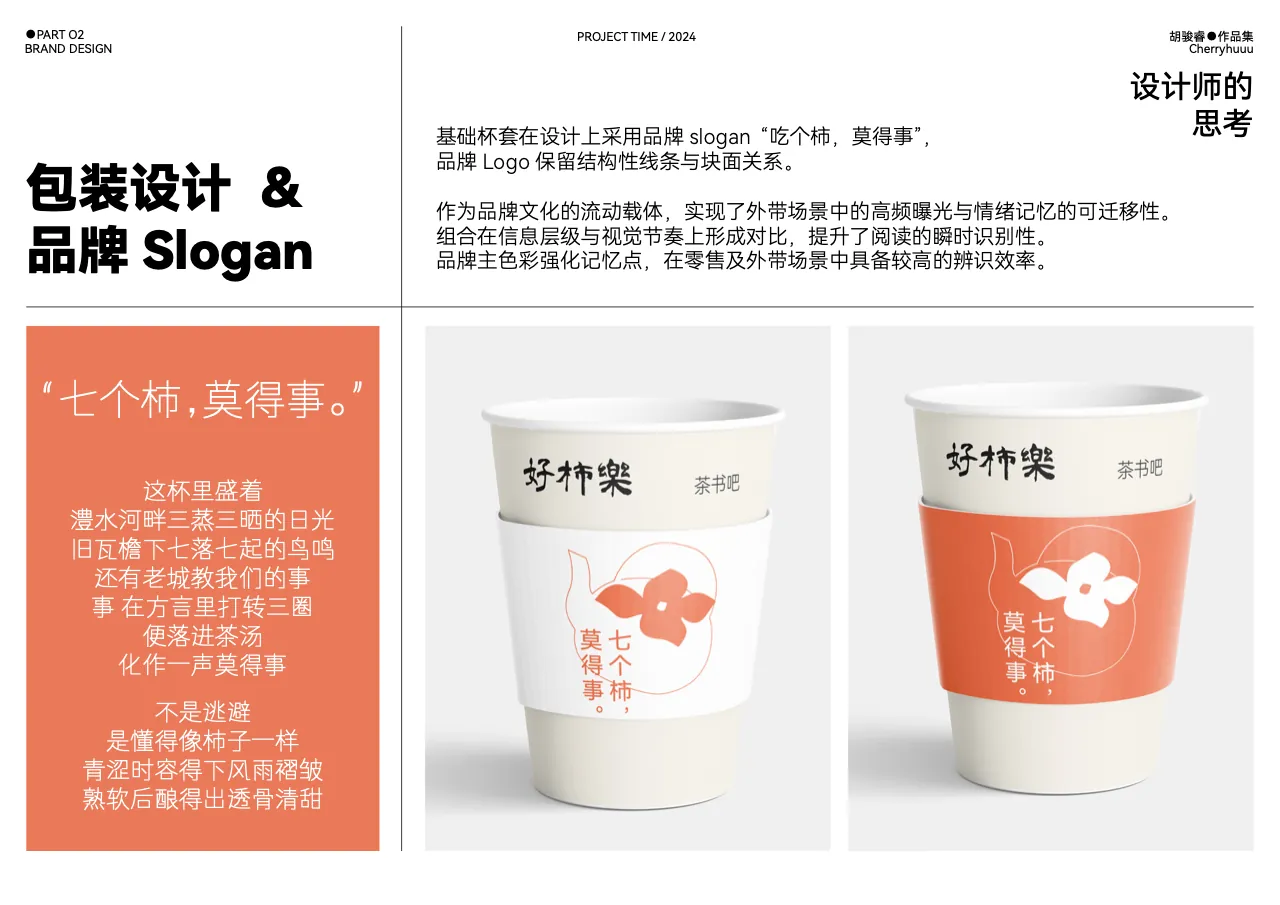 ●PART 02
BRAND DESIGN
PROJECT TIME / 2024
胡骏睿●作品集
Cherryhuuu
设计师的
思考
包装设计 &
品牌 Slogan
基础杯套在设计上采用品牌 slogan “吃个柿，莫得事”，
品牌 Logo 保留结构性线条与块面关系。
作为品牌文化的流动载体，实现了外带场景中的高频曝光与情绪记忆的可迁移性。
组合在信息层级与视觉节奏上形成对比，提升了阅读的瞬时识别性。
品牌主色彩强化记忆点，在零售及外带场景中具备较高的辨识效率。
“七个柿，莫得事。”
这杯里盛着
澧水河畔三蒸三晒的日光
旧瓦檐下七落七起的鸟鸣
还有老城教我们的事
事 在方言里打转三圈
便落进茶汤
化作一声莫得事
不是逃避
是懂得像柿子一样
青涩时容得下风雨褶皱
熟软后酿得出透骨清甜
好柿樂
茶书吧
七个柿，
莫得事。
好柿樂
茶书吧
七个柿，
莫得事。